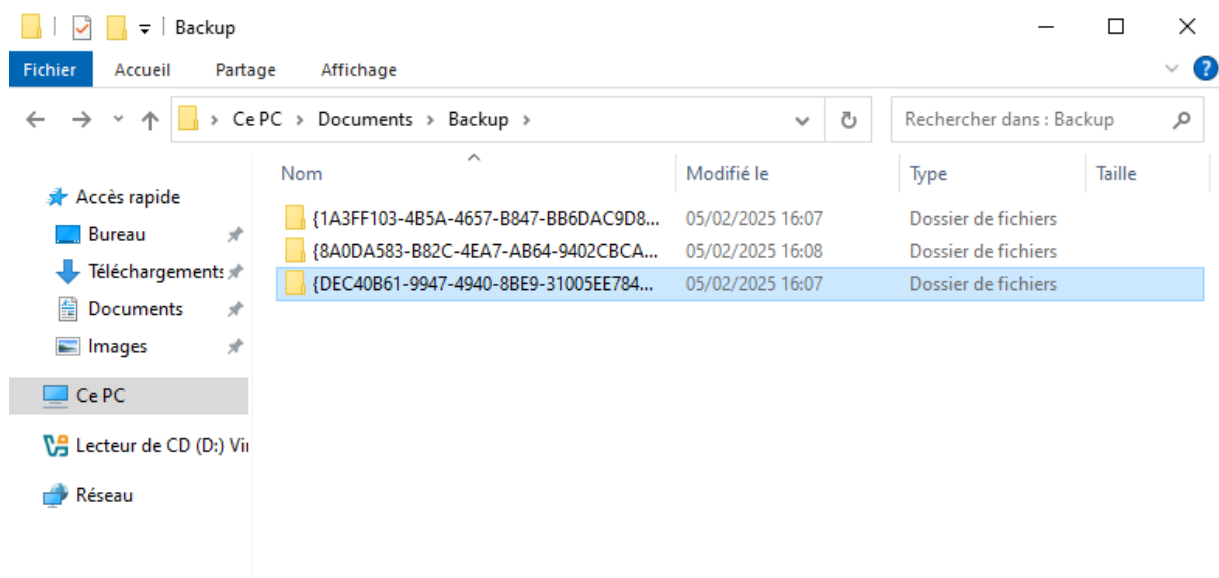 Backup
Fichier Accueil Partage Affichage
Ce PC Documents Backup Rechercher dans : Backup
Nom Modifié le Type Taille
Accès rapide
Bureau
Téléchargements
Documents
Images
Ce PC
Lecteur de CD (D:) Vi
Réseau
{1A3FF103-4B5A-4657-B847-BB6DAC9D8... 05/02/2025 16:07 Dossier de fichiers
{8A0DA583-B82C-4EA7-AB64-9402CBCA... 05/02/2025 16:08 Dossier de fichiers
{DEC40B61-9947-4940-8BE9-31005EE784... 05/02/2025 16:07 Dossier de fichiers